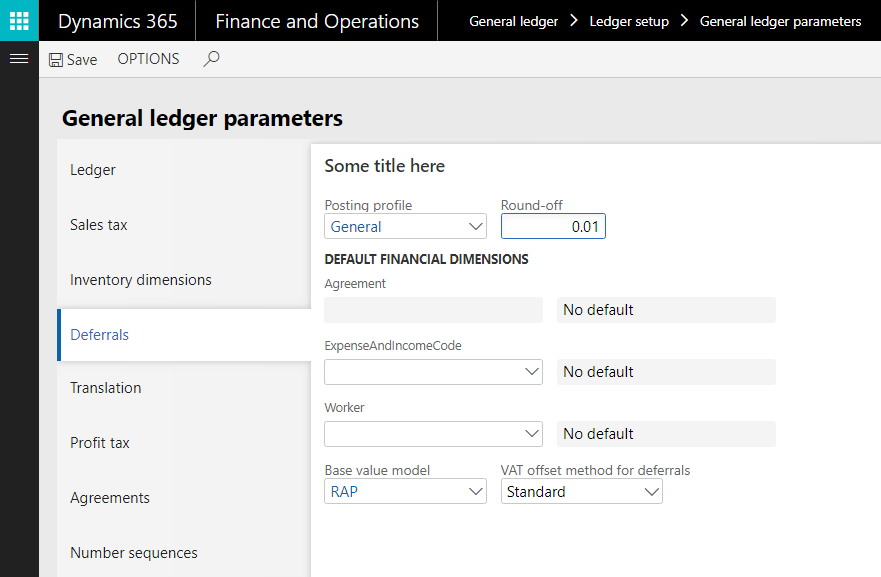 Dynamics 365 Finance and Operations General ledger Ledger setup General ledger parameters
Save OPTIONS
General ledger parameters
Ledger
Sales tax
Inventory dimensions
Deferrals
Translation
Profit tax
Agreements
Number sequences
Some title here
Posting profile Round-off
General 0.01
DEFAULT FINANCIAL DIMENSIONS
Agreement
No default
ExpenseAndIncomeCode
No default
Worker
No default
Base value model VAT offset method for deferrals
RAP Standard